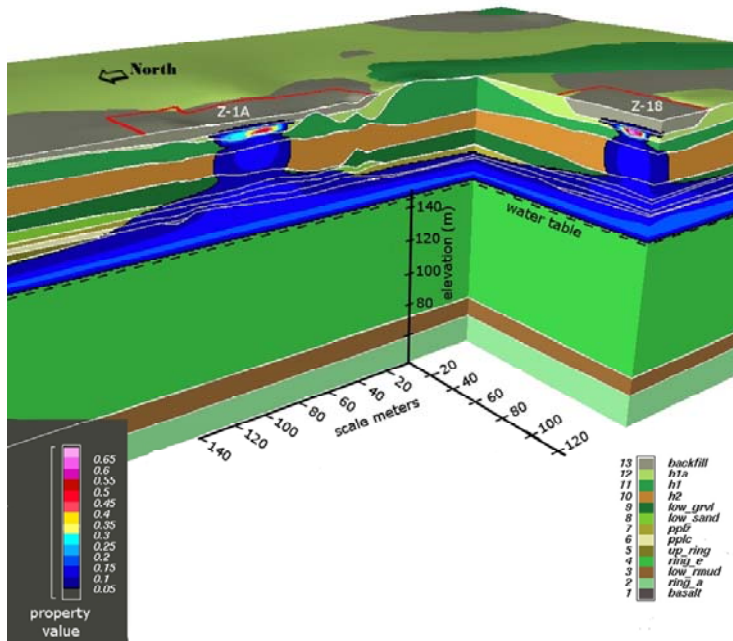 North
Z-1A
Z-18
water table
elevation (m)
140
120
100
80
20
40
60
80
100
120
140
20
40
60
80
100
120
scale meters
0.65
0.6
0.55
0.5
0.45
0.4
0.35
0.3
0.25
0.2
0.15
0.1
0.05
property
value
13 backfill
12 h1a
11 h1
10 h2
9 low_grvl
8 low_sand
7 pplz
6 pplc
5 up_ring
4 ring_e
3 low_rmud
2 ring_a
1 basalt